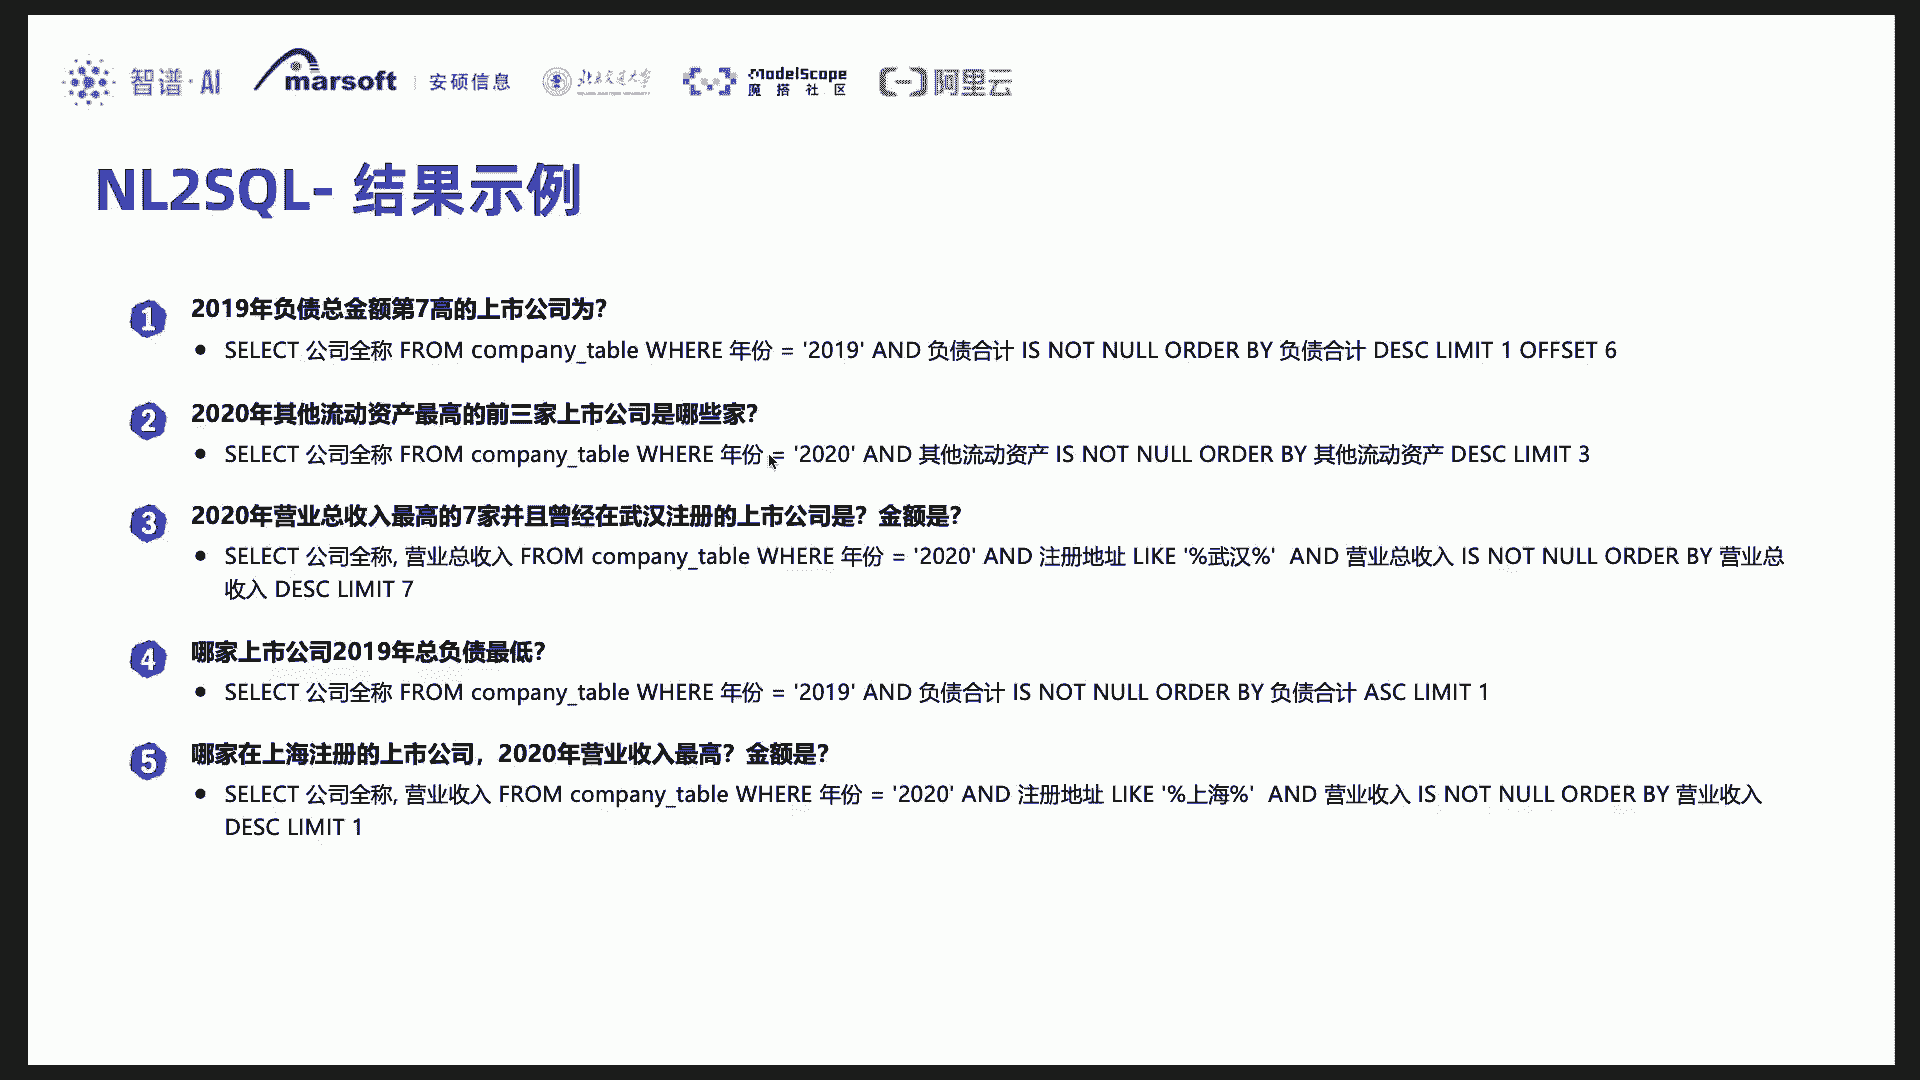 智谱·AI
marsoft 安硕信息
北京交通大学
ModelScope
魔搭社区
阿里云
NL2SQL- 结果示例
1
2019年负债总金额第7高的上市公司为？
SELECT 公司全称 FROM company_table WHERE 年份 = '2019' AND 负债合计 IS NOT NULL ORDER BY 负债合计 DESC LIMIT 1 OFFSET 6
2
2020年其他流动资产最高的前三家上市公司是哪些家？
SELECT 公司全称 FROM company_table WHERE 年份 = '2020' AND 其他流动资产 IS NOT NULL ORDER BY 其他流动资产 DESC LIMIT 3
3
2020年营业总收入最高的7家并且曾经在武汉注册的上市公司是？金额是？
SELECT 公司全称, 营业总收入 FROM company_table WHERE 年份 = '2020' AND 注册地址 LIKE '%武汉%' AND 营业总收入 IS NOT NULL ORDER BY 营业总
收入 DESC LIMIT 7
4
哪家上市公司2019年总负债最低？
SELECT 公司全称 FROM company_table WHERE 年份 = '2019' AND 负债合计 IS NOT NULL ORDER BY 负债合计 ASC LIMIT 1
5
哪家在上海注册的上市公司，2020年营业收入最高？金额是？
SELECT 公司全称, 营业收入 FROM company_table WHERE 年份 = '2020' AND 注册地址 LIKE '%上海%' AND 营业收入 IS NOT NULL ORDER BY 营业收入
DESC LIMIT 1